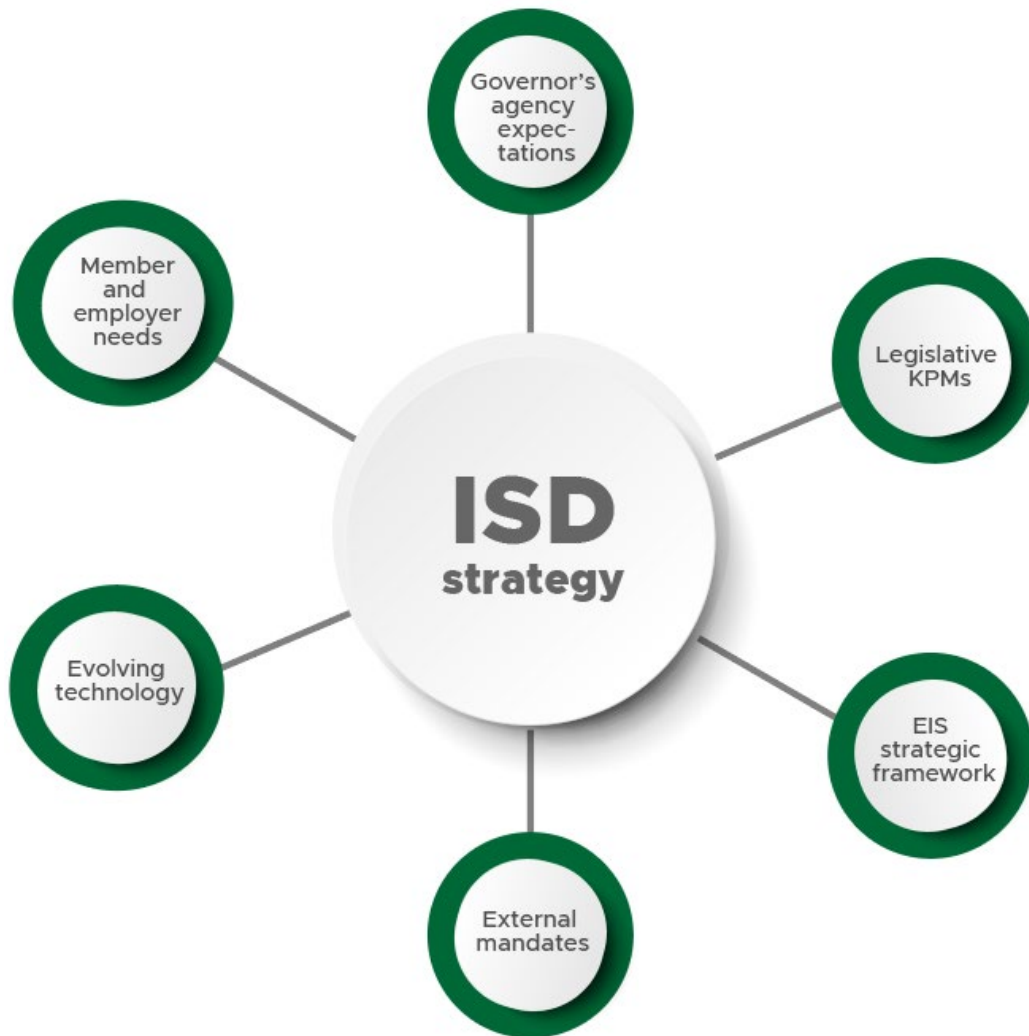 Governor’s
agency
expec-
tations
Member
and
employer
needs
Legislative
KPMs
ISD
strategy
Evolving
technology
EIS
strategic
framework
External
mandates